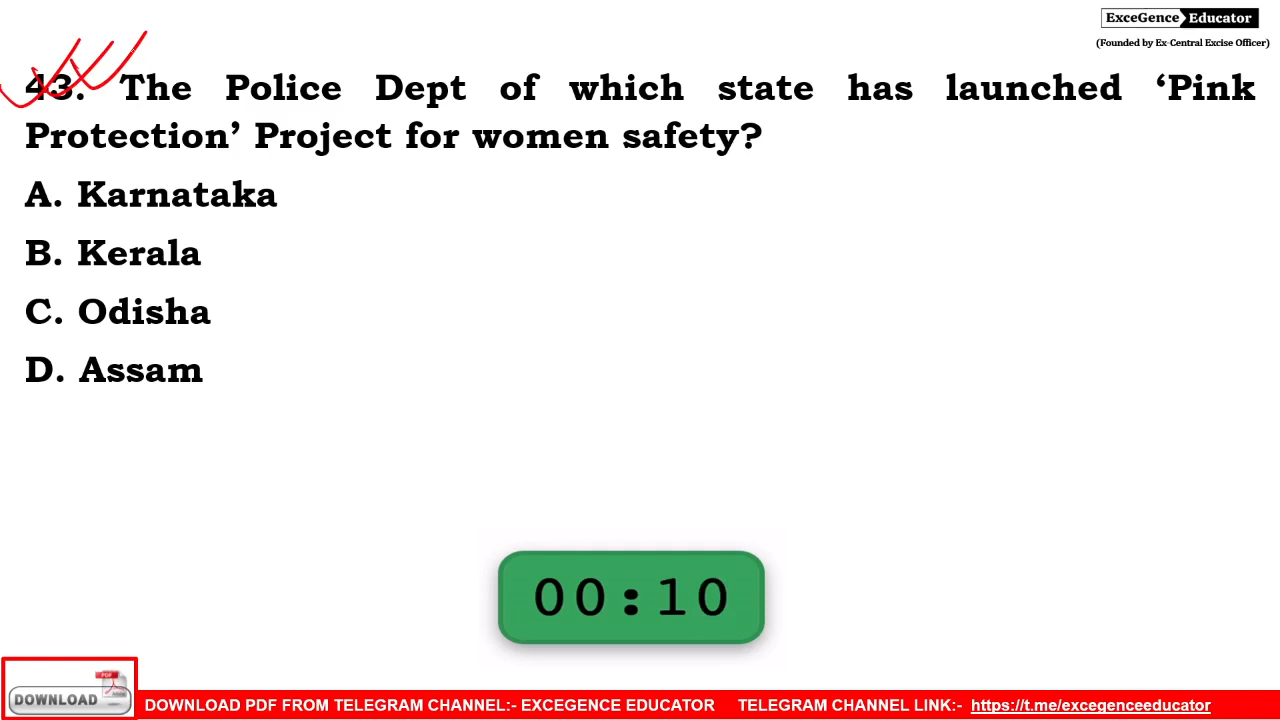 ExceGence Educator
(Founded by Ex-Central Excise Officer)
43. The Police Dept of which state has launched ‘Pink
Protection’ Project for women safety?
A. Karnataka
B. Kerala
C. Odisha
D. Assam
00:10
PDF
DOWNLOAD
DOWNLOAD PDF FROM TELEGRAM CHANNEL:- EXCEGENCE EDUCATOR TELEGRAM CHANNEL LINK:- https://t.me/excegenceeducator